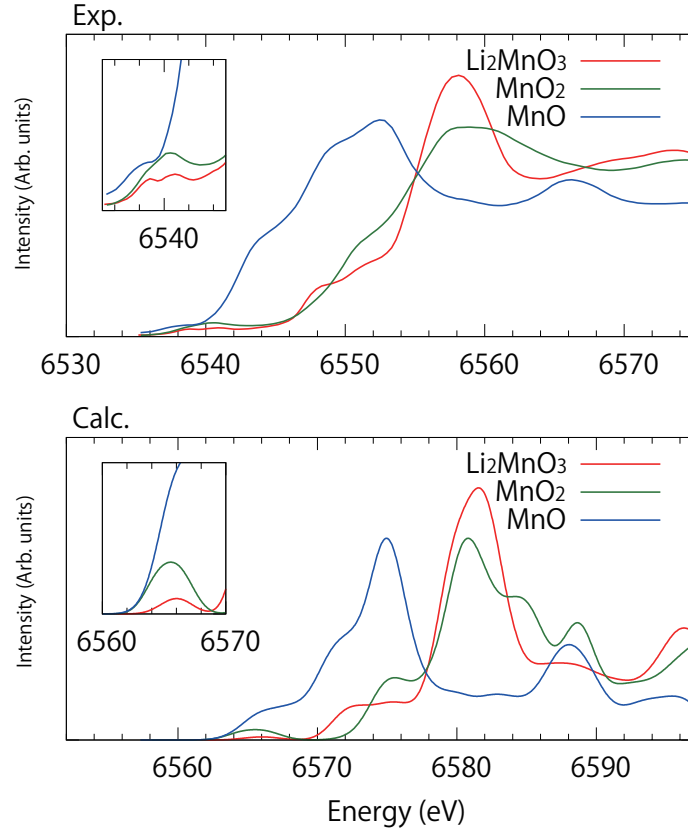 Exp.
Li₂MnO₃
MnO₂
MnO
Intensity (Arb. units)
6540
6530 6540 6550 6560 6570
Calc.
Li₂MnO₃
MnO₂
MnO
Intensity (Arb. units)
6560 6570
6560 6570 6580 6590
Energy (eV)